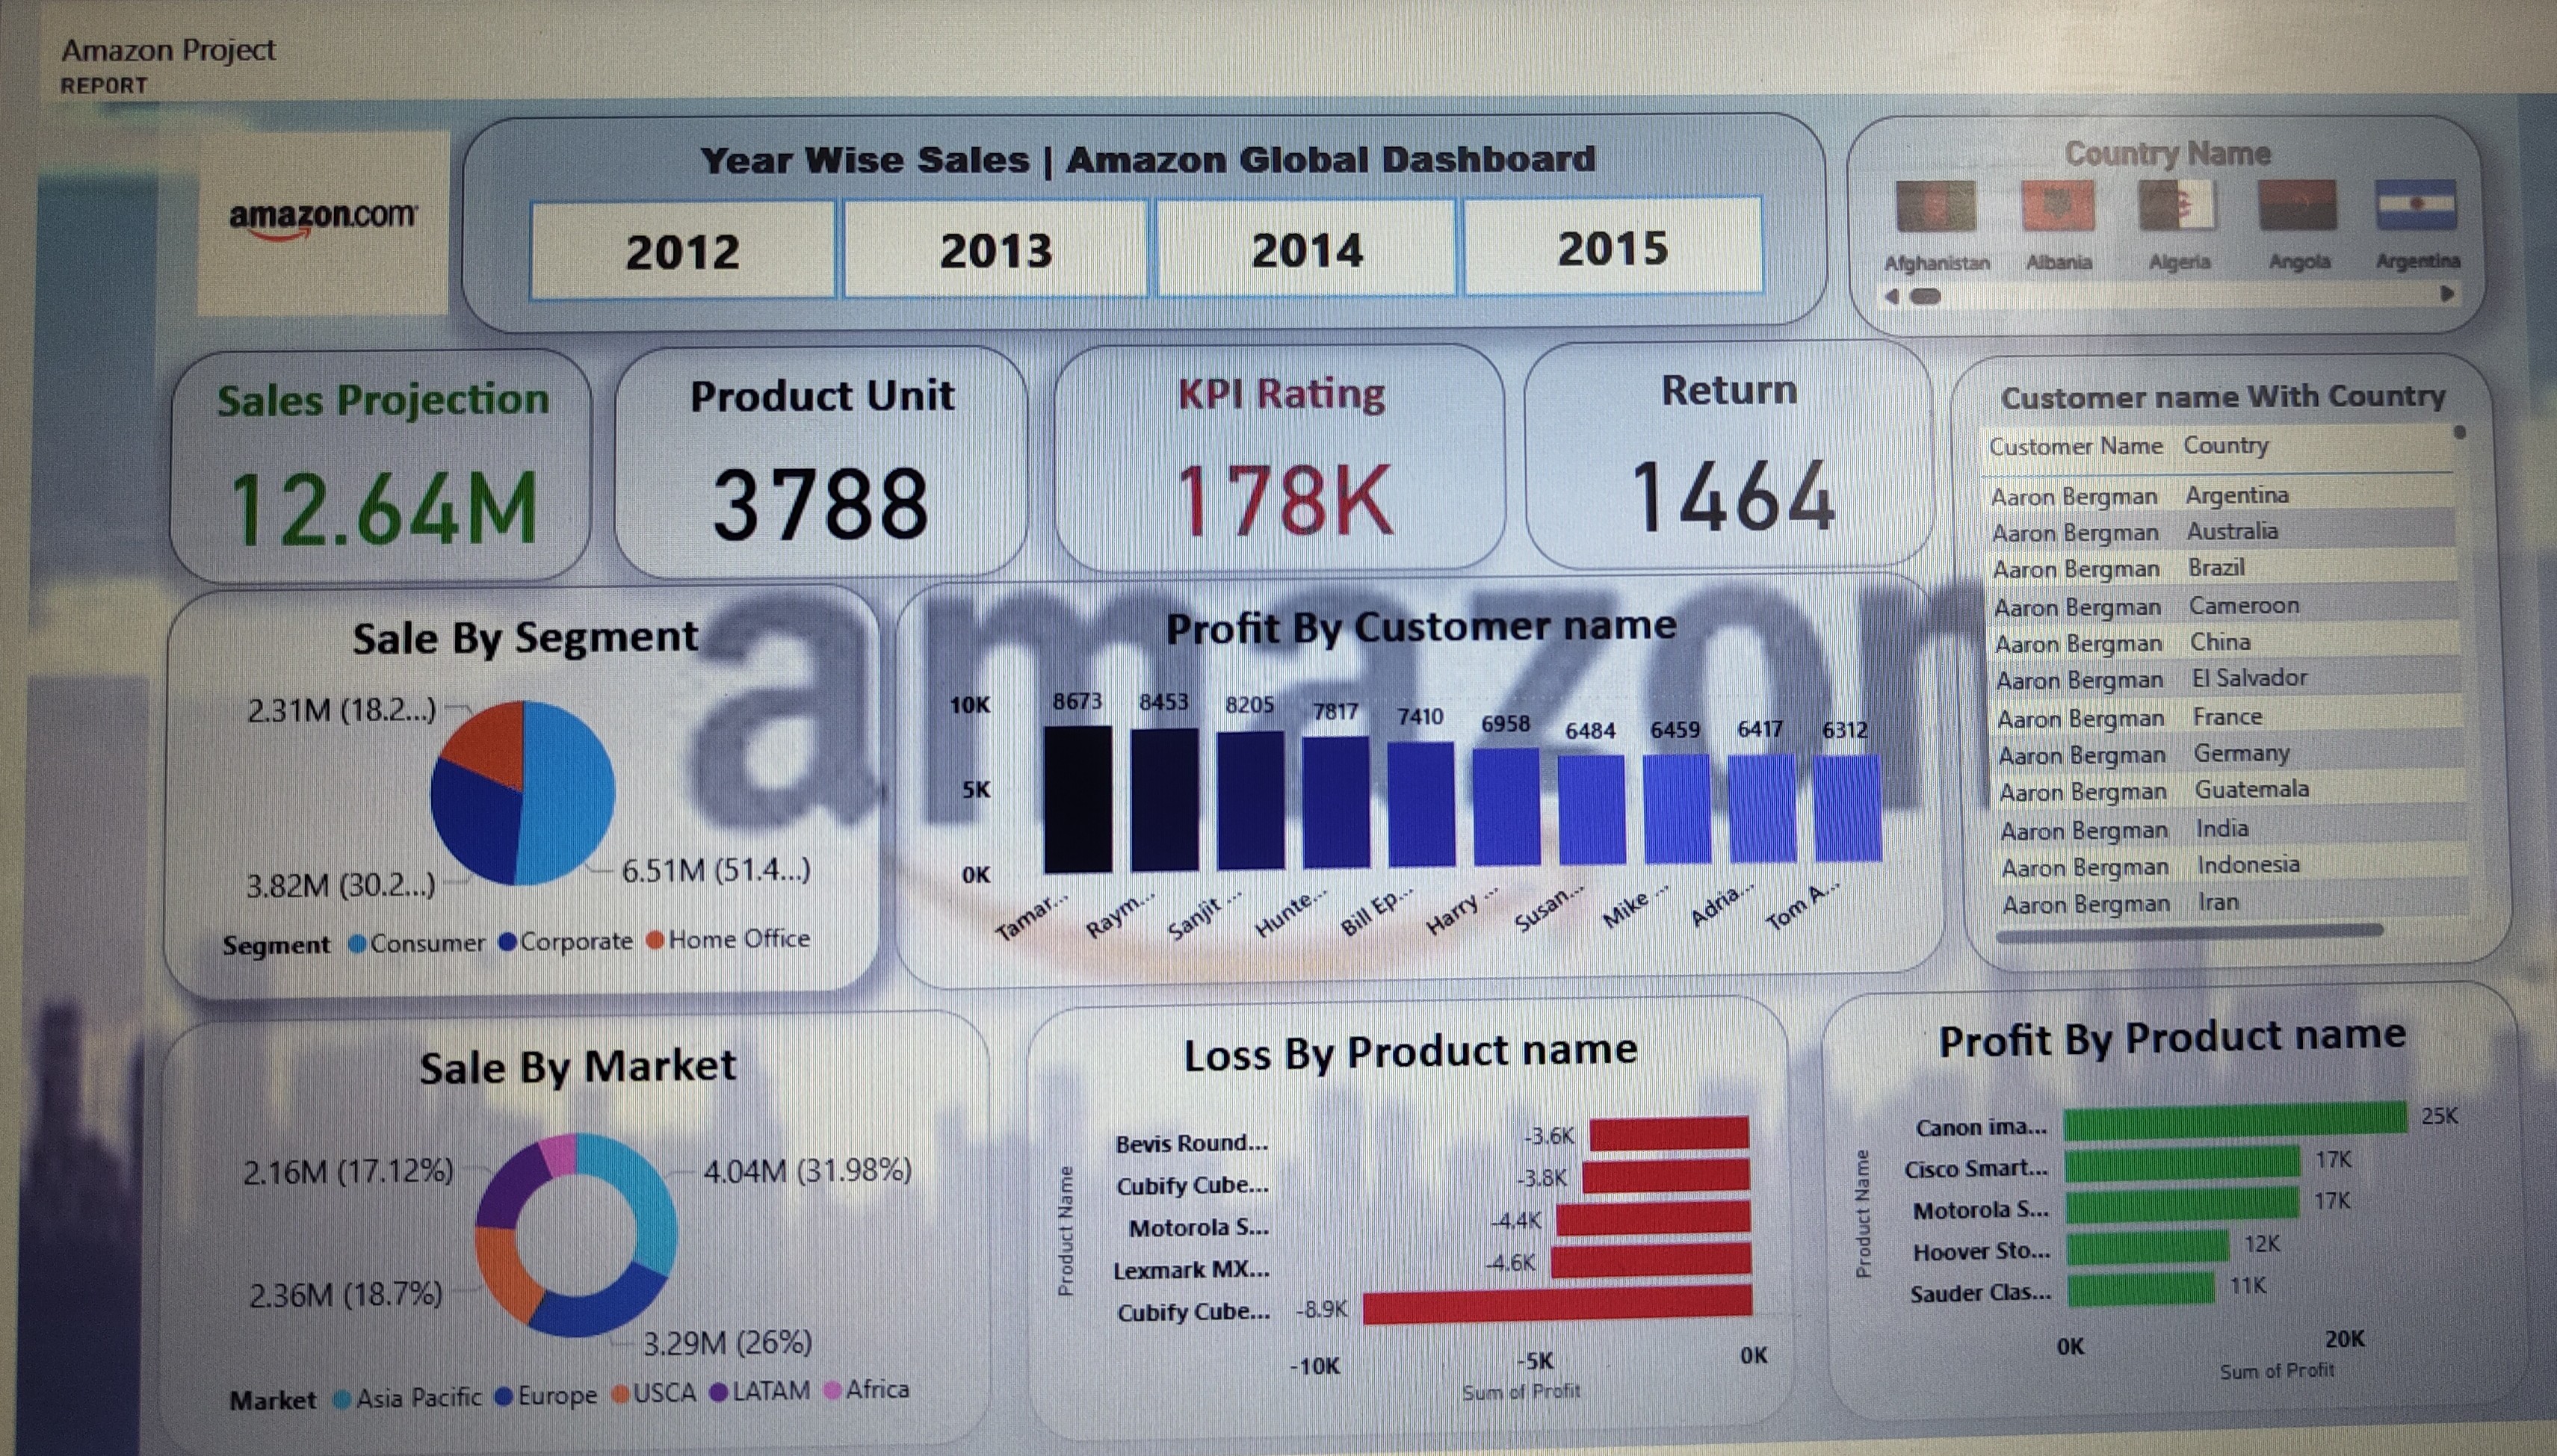 Amazon Project
REPORT
amazon.com
Year Wise Sales | Amazon Global Dashboard
2012 2013 2014 2015
Country Name
Afghanistan Albania Algeria Angola Argentina
Sales Projection
12.64M
Product Unit
3788
KPI Rating
178K
Return
1464
Customer name With Country
Customer Name Country
Aaron Bergman Argentina
Aaron Bergman Australia
Aaron Bergman Brazil
Aaron Bergman Cameroon
Aaron Bergman China
Aaron Bergman El Salvador
Aaron Bergman France
Aaron Bergman Germany
Aaron Bergman Guatemala
Aaron Bergman India
Aaron Bergman Indonesia
Aaron Bergman Iran
amazon
Sale By Segment
2.31M (18.2...)
3.82M (30.2...)
6.51M (51.4...)
Segment Consumer Corporate Home Office
Profit By Customer name
10K
5K
0K
8673 8453 8205 7817 7410 6958 6484 6459 6417 6312
Tamar... Raym... Sanjit ... Hunte... Bill Ep... Harry ... Susan... Mike ... Adria... Tom A...
Sale By Market
2.16M (17.12%)
4.04M (31.98%)
2.36M (18.7%)
3.29M (26%)
Market Asia Pacific Europe USCA LATAM Africa
Loss By Product name
Product Name
Bevis Round... -3.6K
Cubify Cube... -3.8K
Motorola S... -4.4K
Lexmark MX... -4.6K
Cubify Cube... -8.9K
-10K -5K 0K
Sum of Profit
Profit By Product name
Product Name
Canon ima... 25K
Cisco Smart... 17K
Motorola S... 17K
Hoover Sto... 12K
Sauder Clas... 11K
0K 20K
Sum of Profit